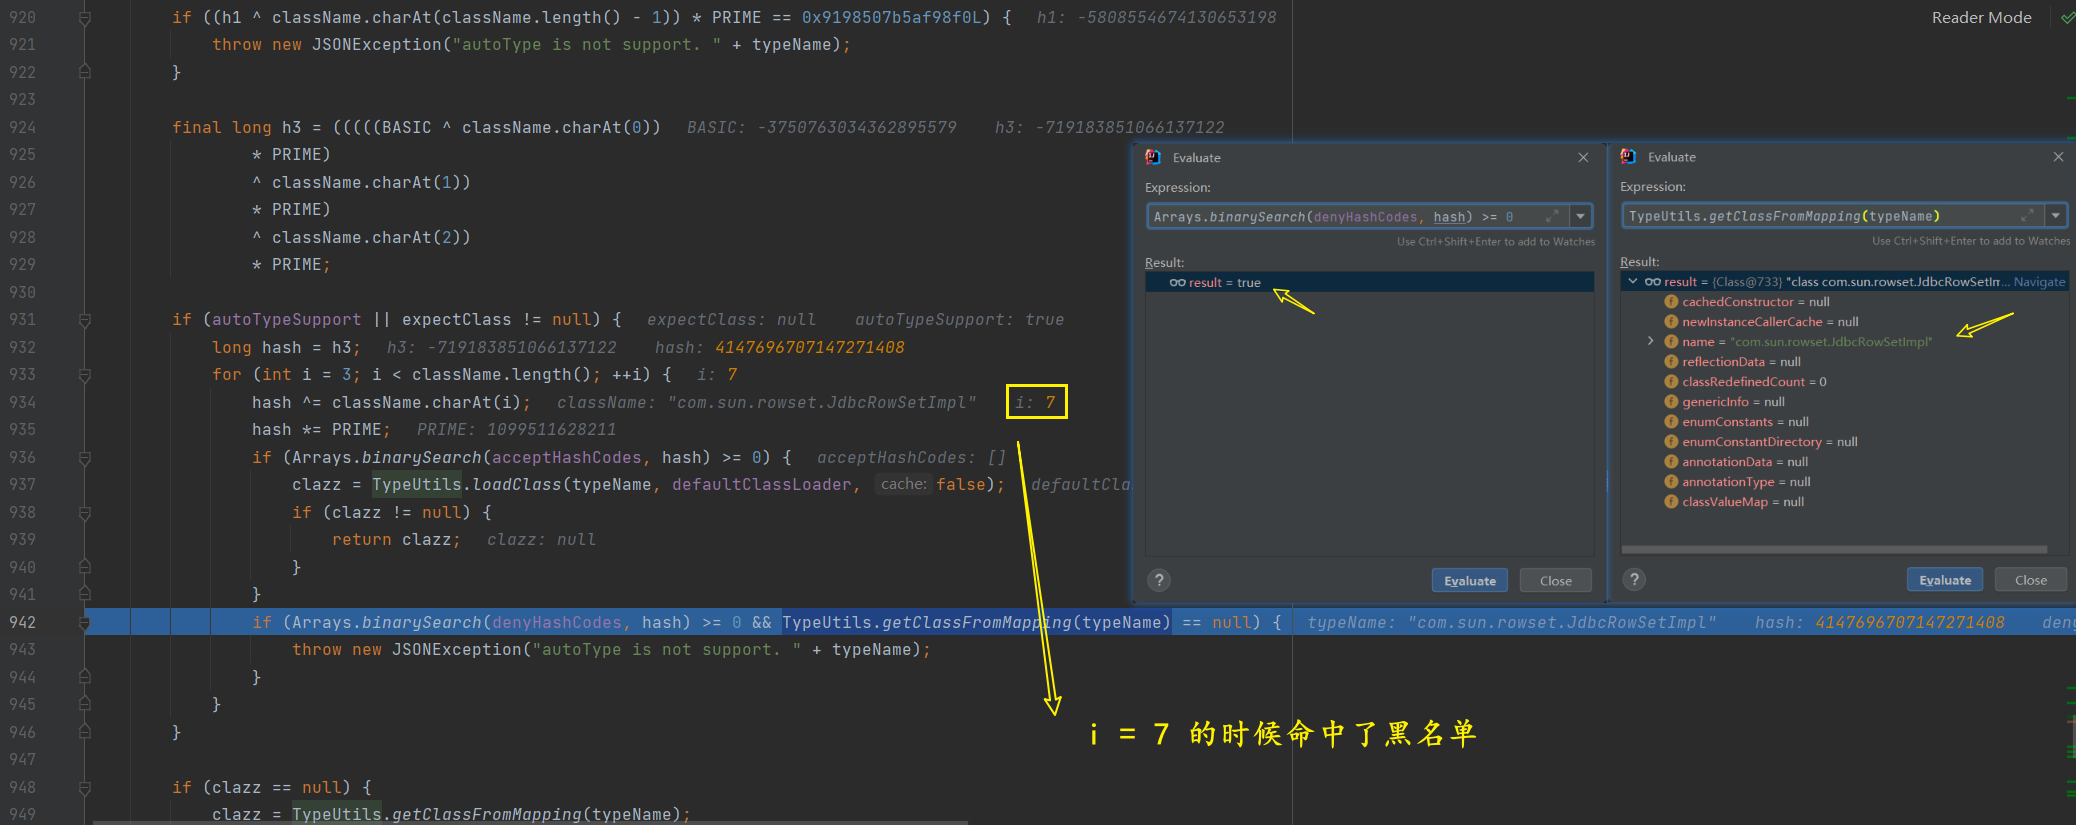 Reader Mode
920 if ((h1 ^ className.charAt(className.length() - 1)) * PRIME == 0x9198507b5af98f0L) { h1: -5808554674130653198
921 throw new JSONException("autoType is not support. " + typeName);
922 }
923
924 final long h3 = (((((BASIC ^ className.charAt(0)) BASIC: -3750763034362895579 h3: -719183851066137122
925 * PRIME)
926 ^ className.charAt(1))
927 * PRIME)
928 ^ className.charAt(2))
929 * PRIME;
930
931 if (autoTypeSupport || expectClass != null) { expectClass: null autoTypeSupport: true
932 long hash = h3; h3: -719183851066137122 hash: 4147696707147271408
933 for (int i = 3; i < className.length(); ++i) { i: 7
934 hash ^= className.charAt(i); className: "com.sun.rowset.JdbcRowSetImpl" i: 7
935 hash *= PRIME; PRIME: 1099511628211
936 if (Arrays.binarySearch(acceptHashCodes, hash) >= 0) { acceptHashCodes: []
937 clazz = TypeUtils.loadClass(typeName, defaultClassLoader, cache: false);
938 if (clazz != null) {
939 return clazz; clazz: null
940 }
941 }
942 if (Arrays.binarySearch(denyHashCodes, hash) >= 0 && TypeUtils.getClassFromMapping(typeName) == null) { typeName: "com.sun.rowset.JdbcRowSetImpl" hash: 4147696707147271408
943 throw new JSONException("autoType is not support. " + typeName);
944 }
945 }
946 }
947
948 if (clazz == null) {
949 clazz = TypeUtils.getClassFromMapping(typeName);
i = 7 的时候命中了黑名单
Evaluate
Expression:
Arrays.binarySearch(denyHashCodes, hash) >= 0
Use Ctrl+Shift+Enter to add to Watches
Result:
result = true
? Evaluate Close
Evaluate
Expression:
TypeUtils.getClassFromMapping(typeName)
Use Ctrl+Shift+Enter to add to Watches
Result:
result = {Class@733} "class com.sun.rowset.JdbcRowSetIm... Navigate
f cachedConstructor = null
f newInstanceCallerCache = null
f name = "com.sun.rowset.JdbcRowSetImpl"
f reflectionData = null
f classRedefinedCount = 0
f genericInfo = null
f enumConstants = null
f enumConstantDirectory = null
f annotationData = null
f annotationType = null
f classValueMap = null
? Evaluate Close